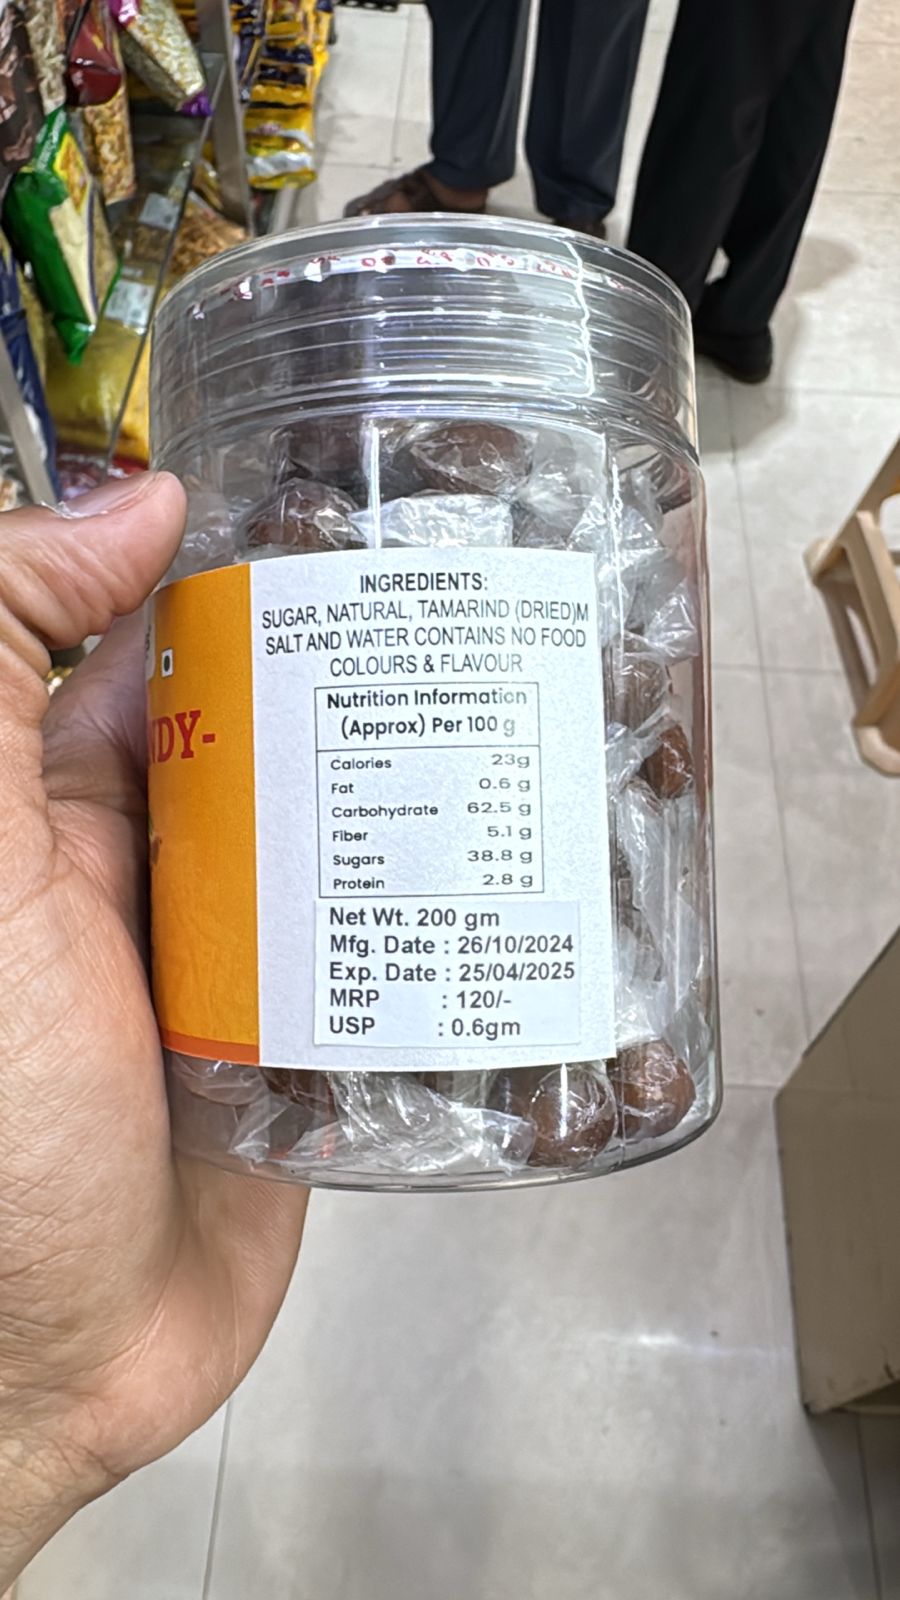 NDY-
INGREDIENTS:
SUGAR, NATURAL, TAMARIND (DRIED)M
SALT AND WATER CONTAINS NO FOOD
COLOURS & FLAVOUR
Nutrition Information
(Approx) Per 100 g
Calories 23g
Fat 0.6 g
Carbohydrate 62.5 g
Fiber 5.1 g
Sugars 38.8 g
Protein 2.8 g
Net Wt. 200 gm
Mfg. Date : 26/10/2024
Exp. Date : 25/04/2025
MRP : 120/-
USP : 0.6gm